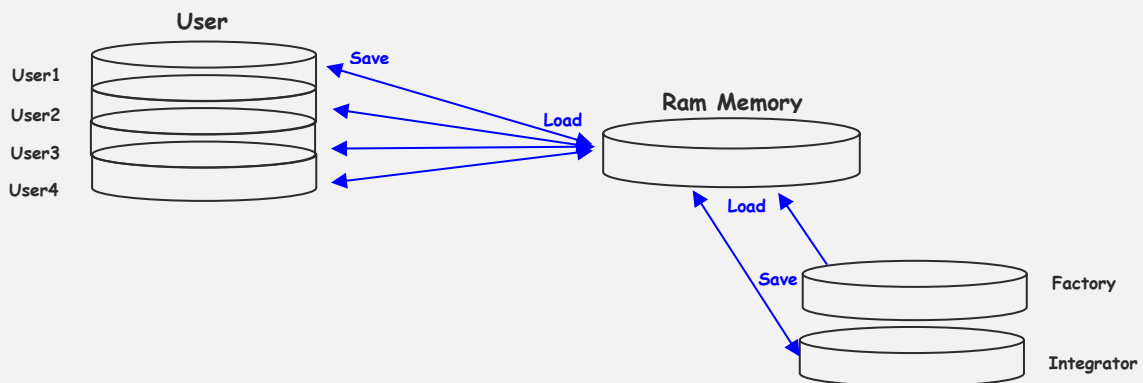 User
User1
Save
User2
Ram Memory
Load
User3
User4
Load
Save
Factory
Integrator